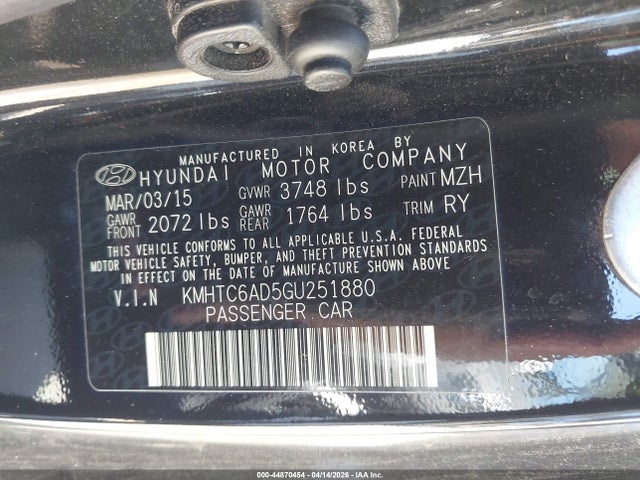 MANUFACTURED IN KOREA BY
HYUNDAI MOTOR COMPANY
MAR/03/15 GVWR 3748 lbs PAINT MZH
GAWR FRONT 2072 lbs GAWR REAR 1764 lbs TRIM RY
THIS VEHICLE CONFORMS TO ALL APPLICABLE U.S.A. FEDERAL
MOTOR VEHICLE SAFETY, BUMPER, AND THEFT PREVENTION STANDARDS
IN EFFECT ON THE DATE OF MANUFACTURE SHOWN ABOVE
V.I.N KMHTC6AD5GU251880
PASSENGER CAR
000-44870454 - 04/14/2026 - IAAI.COM